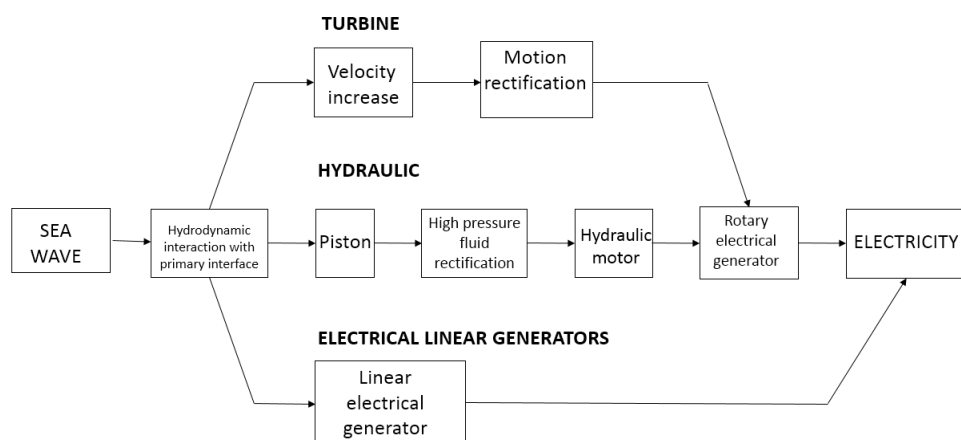 TURBINE
Velocity
increase
Motion
rectification
HYDRAULIC
SEA
WAVE
Hydrodynamic
interaction with
primary interface
Piston
High pressure
fluid
rectification
Hydraulic
motor
Rotary
electrical
generator
ELECTRICITY
ELECTRICAL LINEAR GENERATORS
Linear
electrical
generator